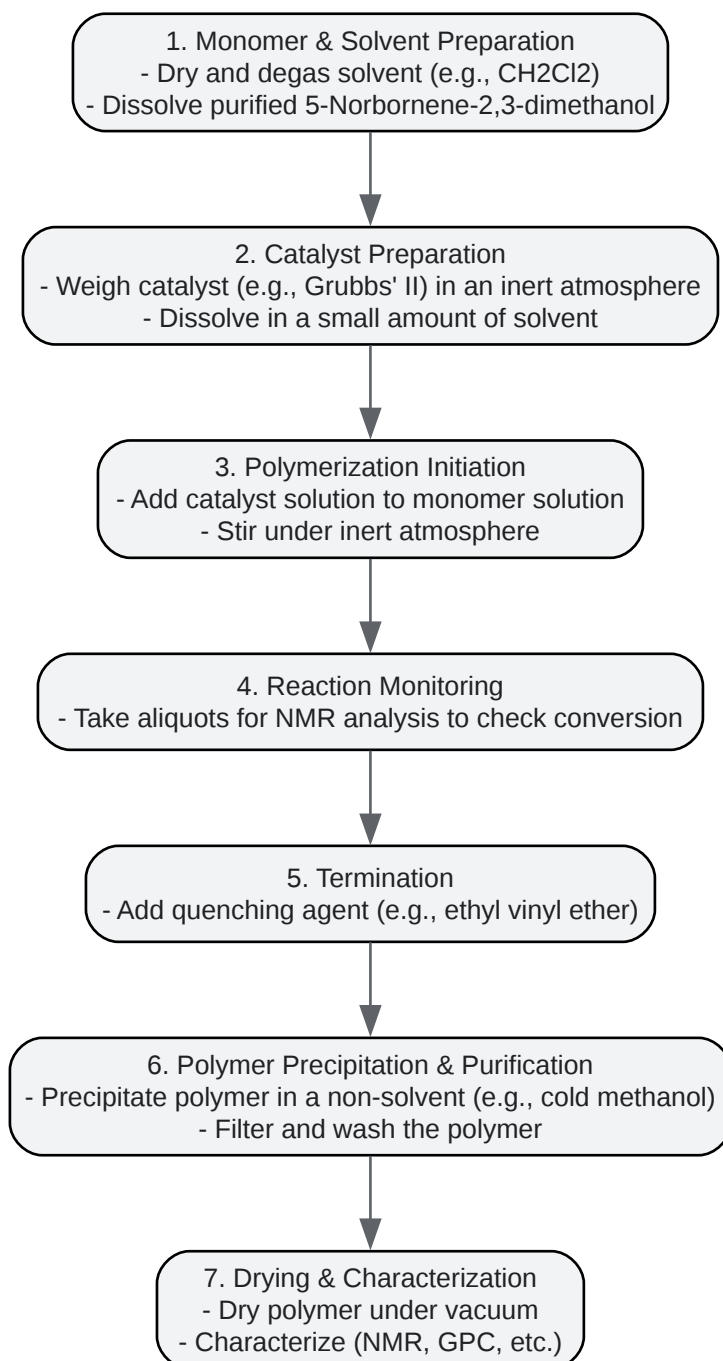 1. Monomer & Solvent Preparation
- Dry and degas solvent (e.g., CH2Cl2)
- Dissolve purified 5-Norbornene-2,3-dimethanol
2. Catalyst Preparation
- Weigh catalyst (e.g., Grubbs' II) in an inert atmosphere
- Dissolve in a small amount of solvent
3. Polymerization Initiation
- Add catalyst solution to monomer solution
- Stir under inert atmosphere
4. Reaction Monitoring
- Take aliquots for NMR analysis to check conversion
5. Termination
- Add quenching agent (e.g., ethyl vinyl ether)
6. Polymer Precipitation & Purification
- Precipitate polymer in a non-solvent (e.g., cold methanol)
- Filter and wash the polymer
7. Drying & Characterization
- Dry polymer under vacuum
- Characterize (NMR, GPC, etc.)